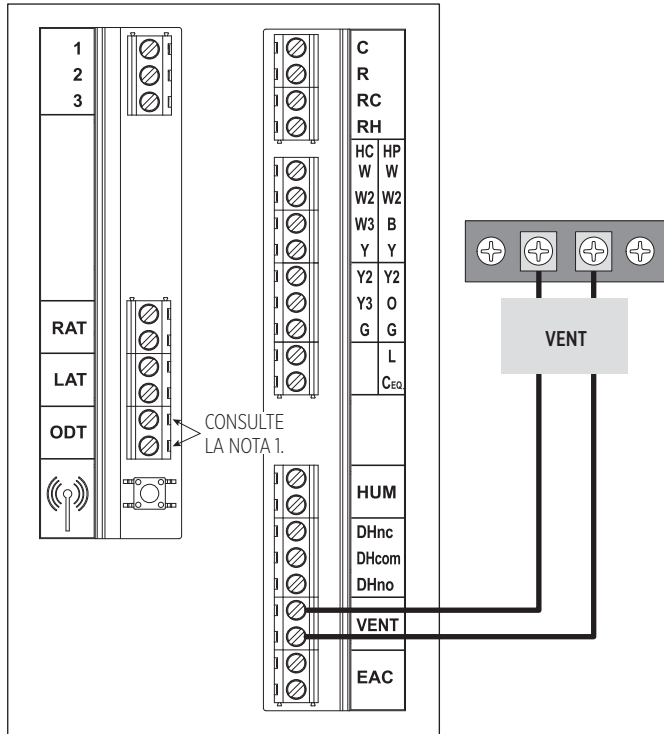 1
2
3
RAT
LAT
ODT
CONSULTE
LA NOTA 1.
C
R
RC
RH
HC HP
W W
W2 W2
W3 B
Y Y
Y2 Y2
Y3 O
G G
L
CEQ.
HUM
DHnc
DHcom
DHno
VENT
EAC
VENT